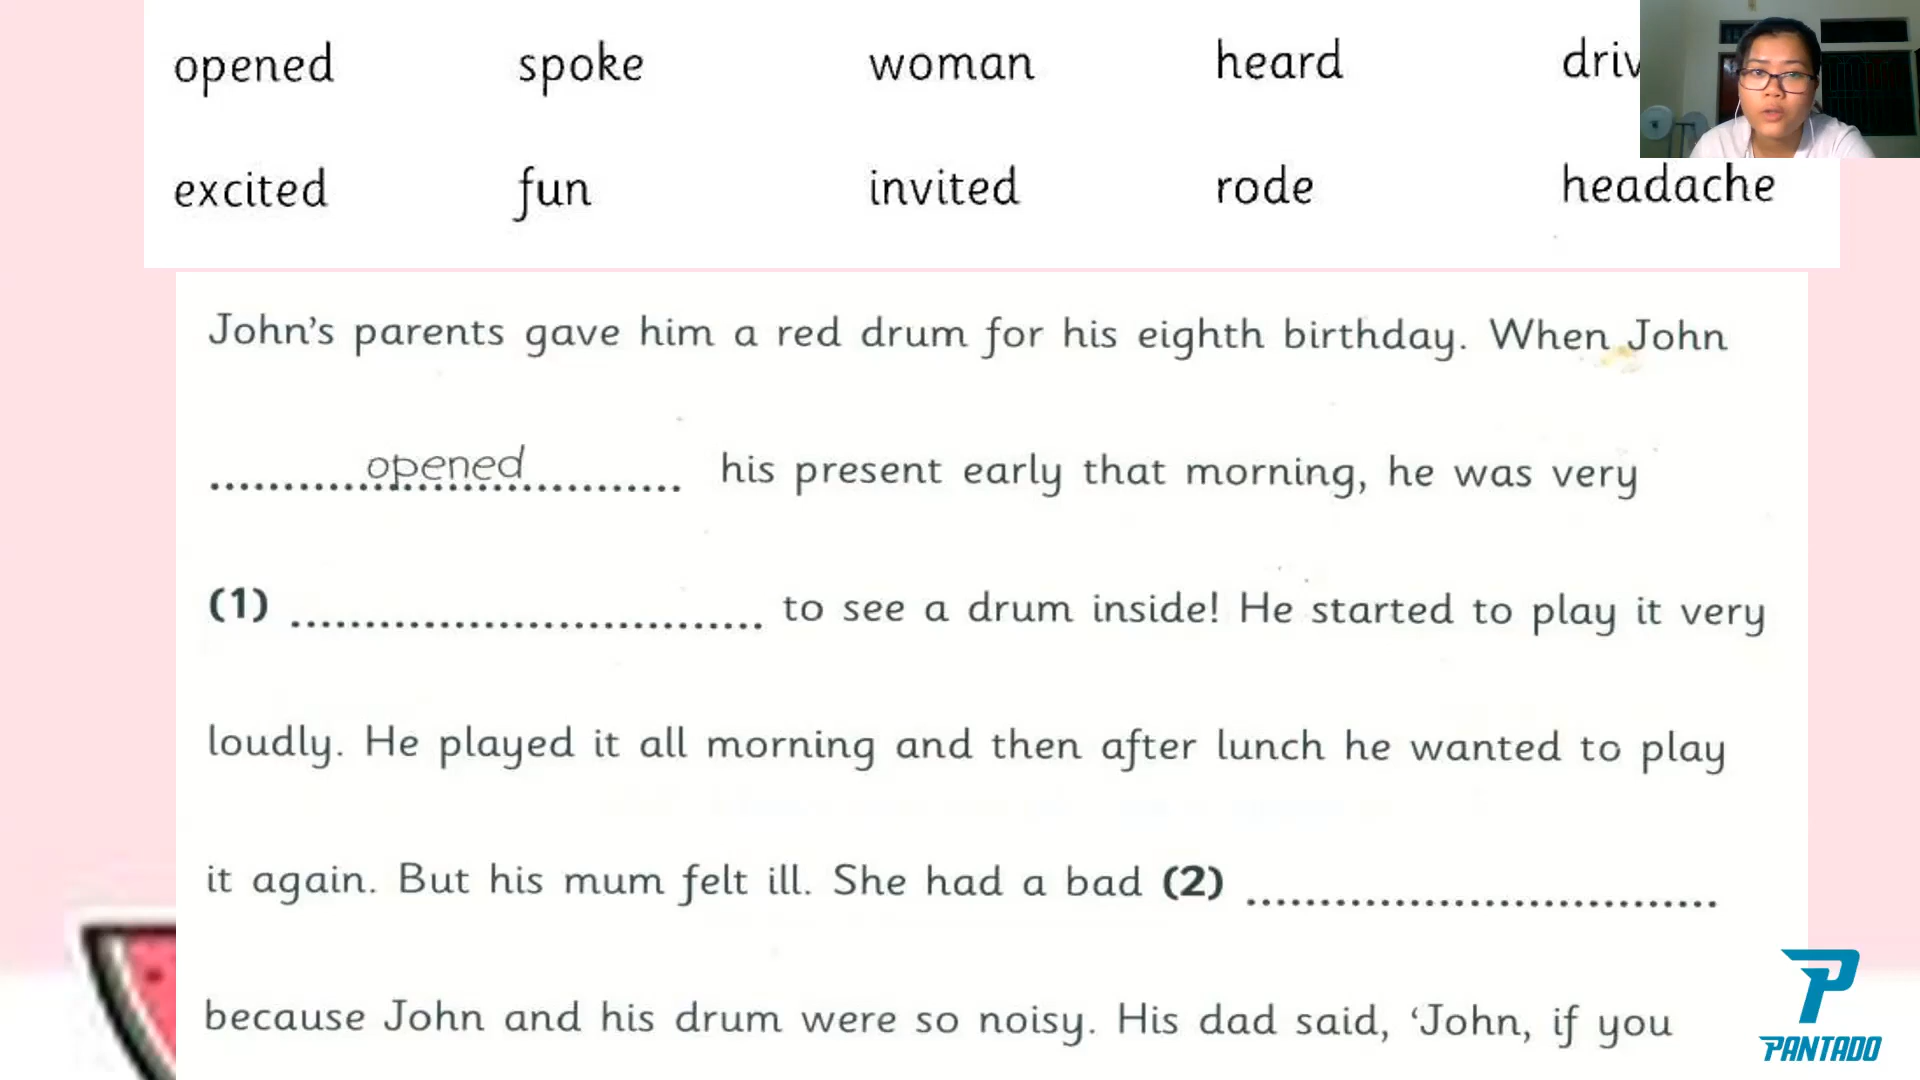 opened spoke woman heard
excited fun invited rode headache
John's parents gave him a red drum for his eighth birthday. When John
opened his present early that morning, he was very
(1) ................................ to see a drum inside! He started to play it very
loudly. He played it all morning and then after lunch he wanted to play
it again. But his mum felt ill. She had a bad (2) ................................
because John and his drum were so noisy. His dad said, 'John, if you
PANTADO